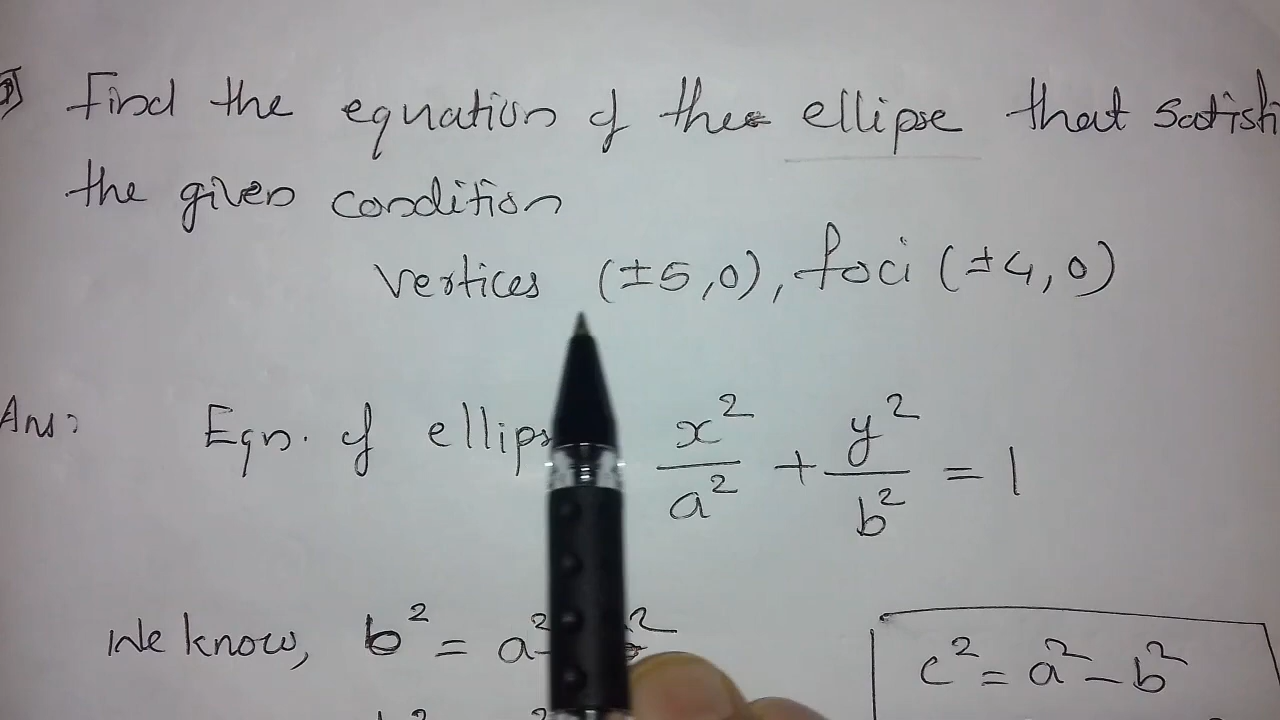 Find the equation of the ellipse that satisfi
the given condition
Vertices (±5,0), foci (±4,0)
Ans:
Eqn. of ellips x²/a² + y²/b² = 1
We know, b² = a²
c² = a² - b²